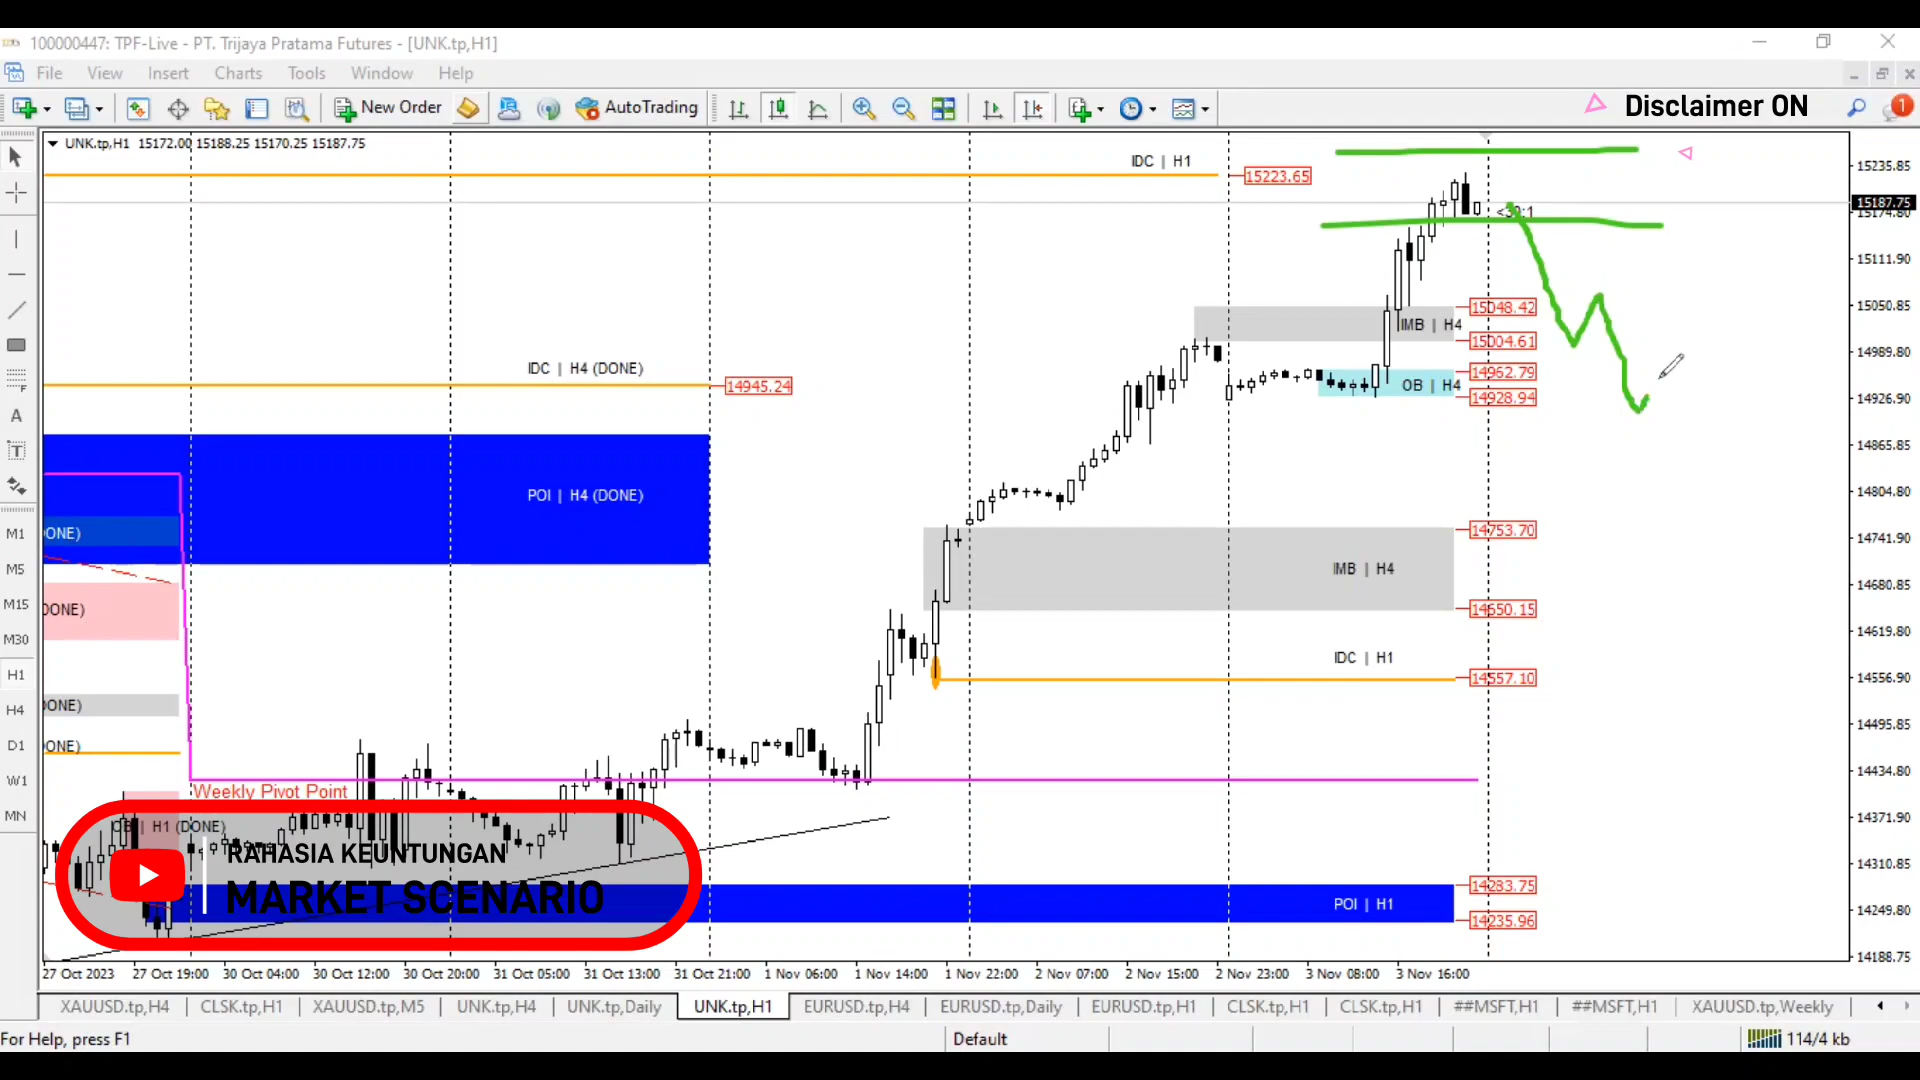 100000447: TPF-Live - PT. Trijaya Pratama Futures - [UNK.tp,H1]
File View Insert Charts Tools Window Help
New Order AutoTrading
Disclaimer ON
1
UNK.tp,H1 15172.00 15188.25 15170.25 15187.75
IDC | H1
15223.65
15235.85
15187.75
15174.80
15111.90
15048.42
15050.85
IMB | H4
15004.61
14989.80
IDC | H4 (DONE)
14945.24
14962.79
OB | H4
14928.94
14926.90
14865.85
POI | H4 (DONE)
14804.80
ONE)
14753.70
14741.90
IMB | H4
14680.85
DONE)
14650.15
14619.80
IDC | H1
14557.10
14556.90
DONE)
14495.85
ONE)
14434.80
Weekly Pivot Point
14371.90
OB | H1 (DONE)
RAHASIA KEUNTUNGAN
MARKET SCENARIO
14310.85
14283.75
POI | H1
14249.80
14235.96
14188.75
M1
M5
M15
M30
H1
H4
D1
W1
MN
27 Oct 2023 27 Oct 19:00 30 Oct 04:00 30 Oct 12:00 30 Oct 20:00 31 Oct 05:00 31 Oct 13:00 31 Oct 21:00 1 Nov 06:00 1 Nov 14:00 1 Nov 22:00 2 Nov 07:00 2 Nov 15:00 2 Nov 23:00 3 Nov 08:00 3 Nov 16:00
XAUUSD.tp,H4 CLSK.tp,H1 XAUUSD.tp,M5 UNK.tp,H4 UNK.tp,Daily UNK.tp,H1 EURUSD.tp,H4 EURUSD.tp,Daily EURUSD.tp,H1 CLSK.tp,H1 CLSK.tp,H1 ##MSFT,H1 ##MSFT,H1 XAUUSD.tp,Weekly
For Help, press F1
Default
114/4 kb